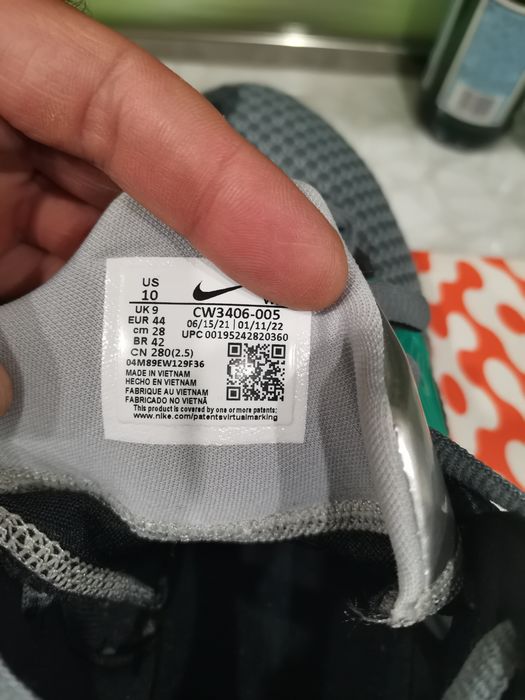 US
10
UK 9
EUR 44
cm 28
BR 42
CN 280(2.5)
04M89EW129F36
CW3406-005
06/15/21 | 01/11/22
UPC 00195242820360
MADE IN VIETNAM
HECHO EN VIETNAM
FABRIQUE AU VIETNAM
FABRICADO NO VIETNÃ
This product is covered by one or more patents:
www.nike.com/patentsvirtualmarking